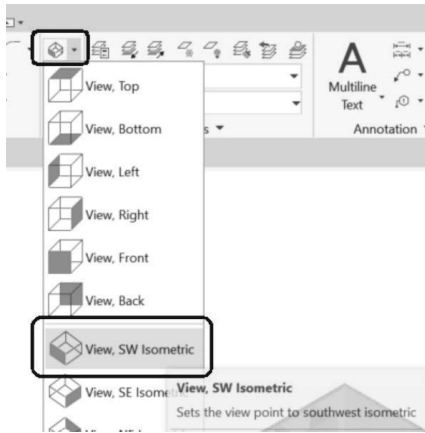 A
Multiline
Text
View, Top
View, Bottom
s
Annotation
View, Left
View, Right
View, Front
View, Back
View, SW Isometric
View, SE Isome
View, SW Isometric
Sets the view point to southwest isometric